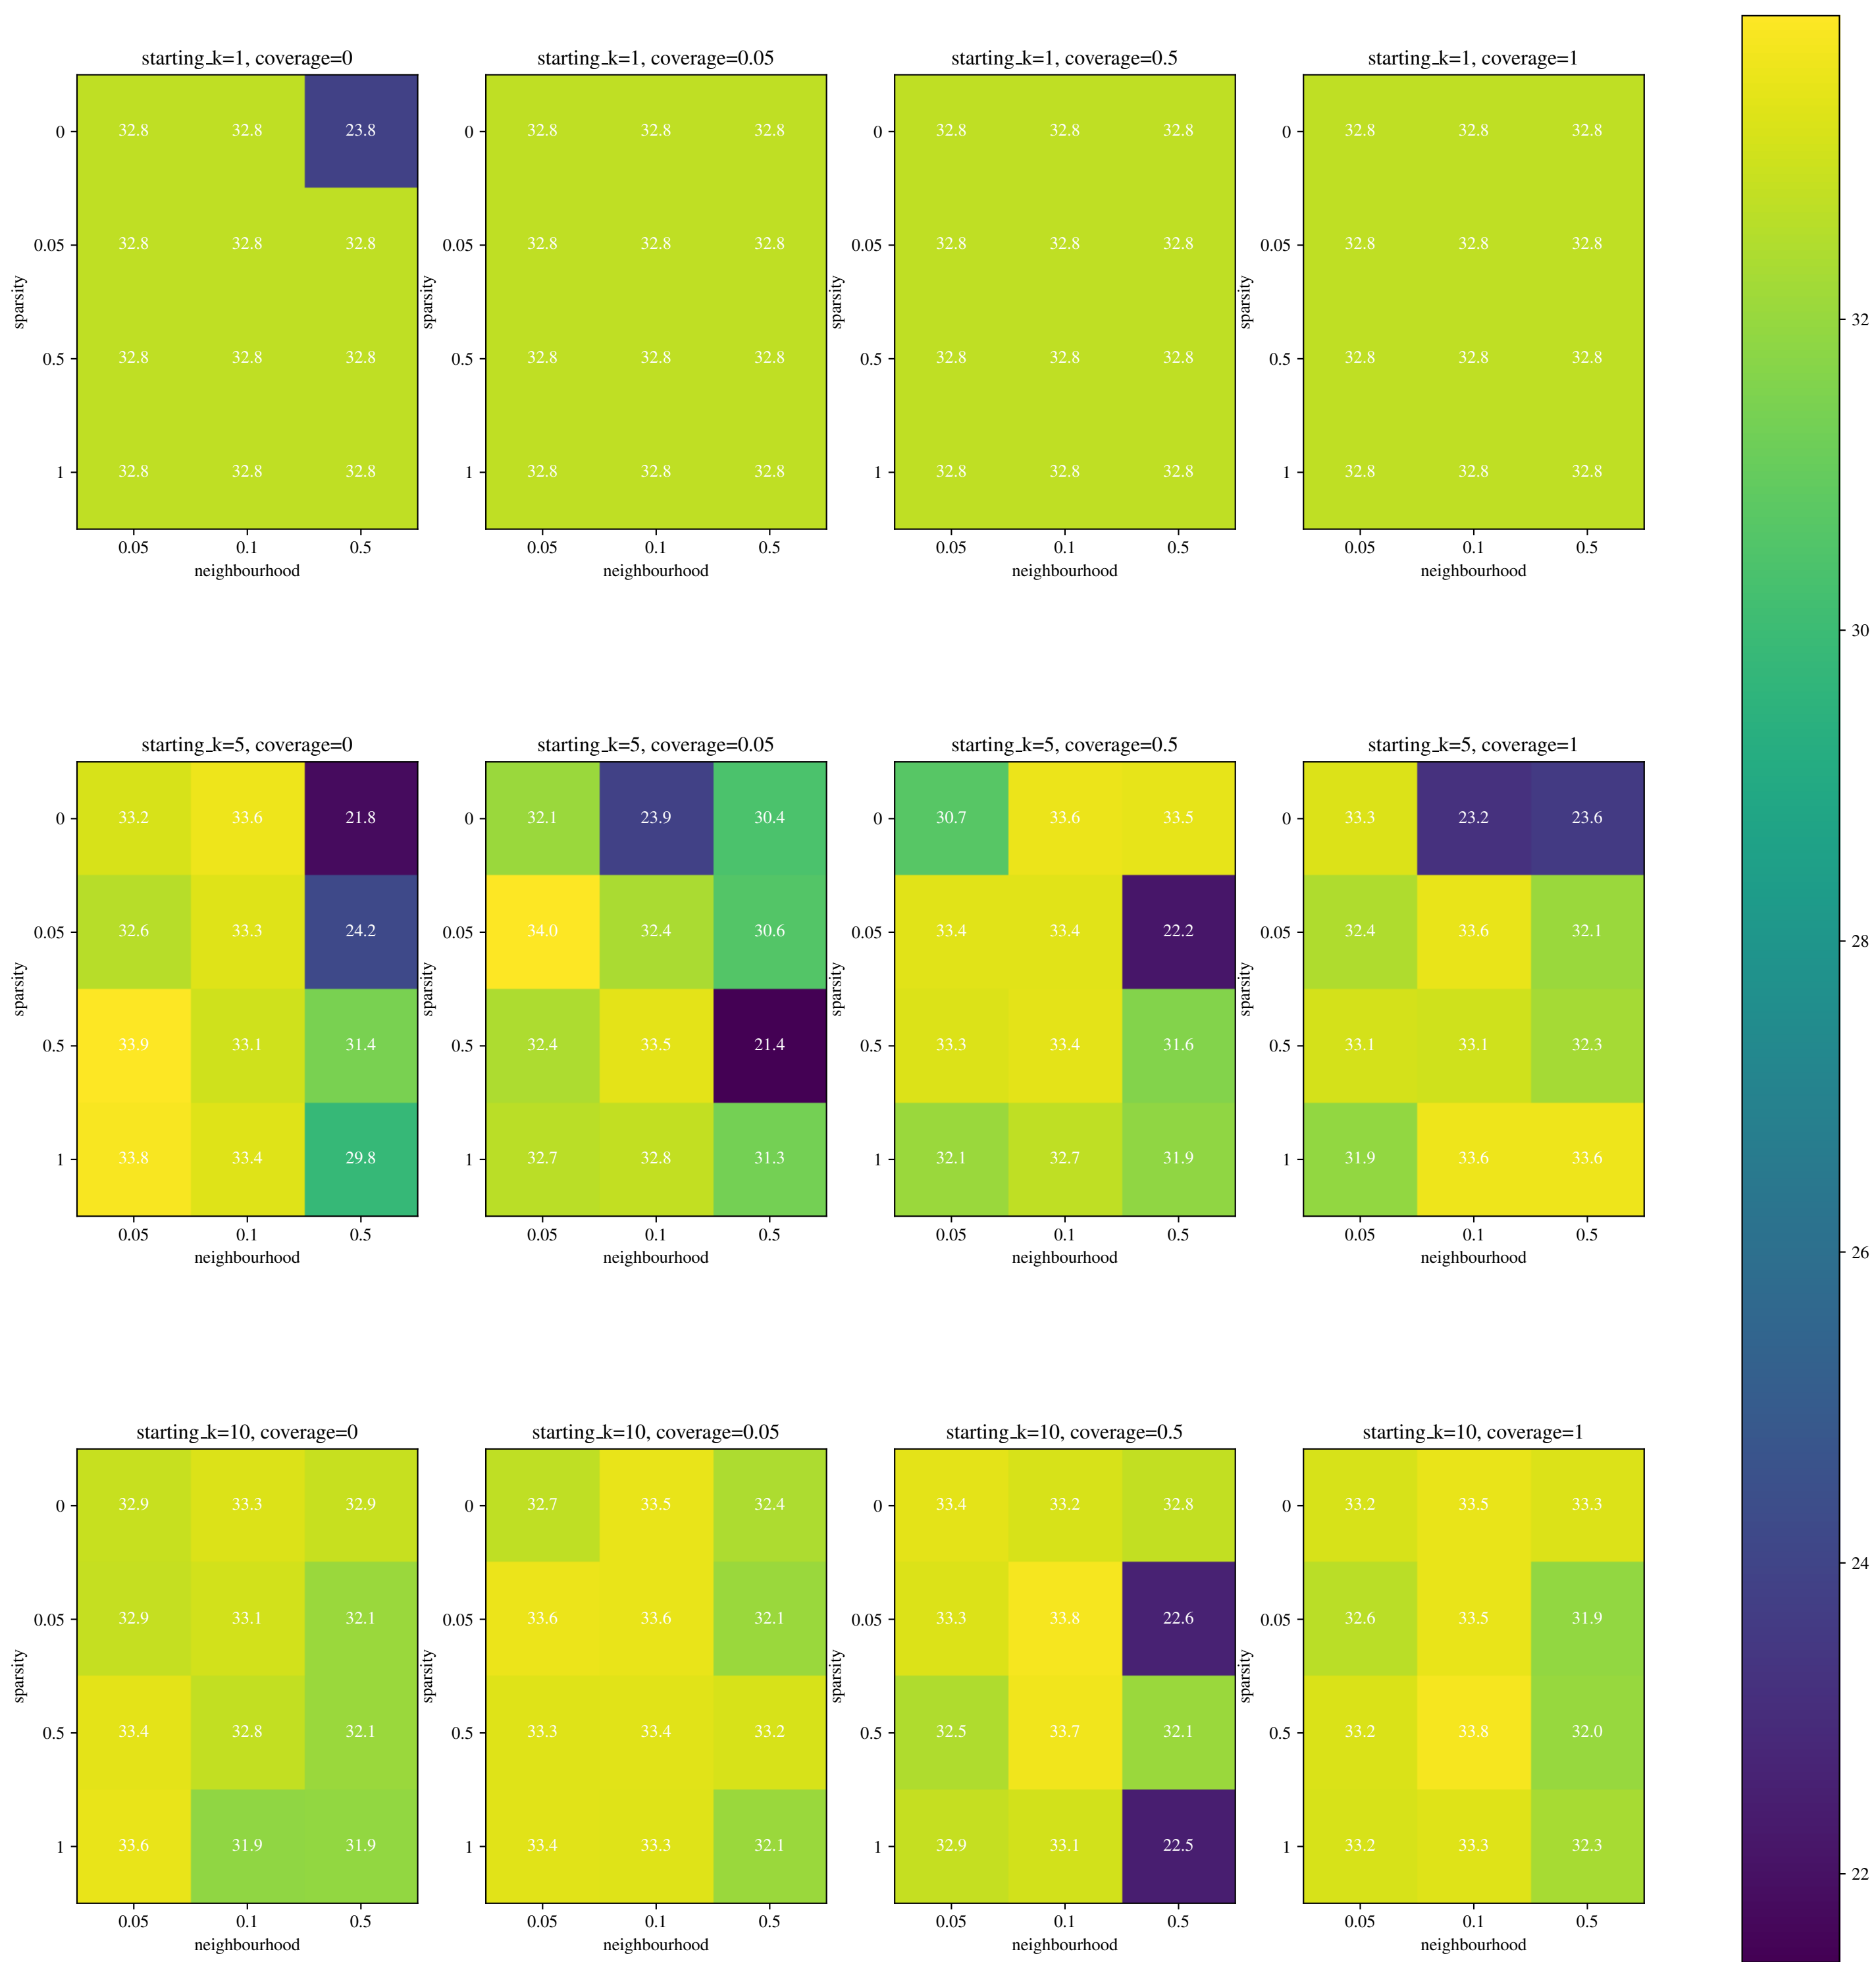 starting_k=1, coverage=0
starting_k=1, coverage=0.05
starting_k=1, coverage=0.5
starting_k=1, coverage=1
0 32.8 32.8 23.8 0 32.8 32.8 32.8 0 32.8 32.8 32.8 0 32.8 32.8 32.8
0.05 32.8 32.8 32.8 0.05 32.8 32.8 32.8 0.05 32.8 32.8 32.8 0.05 32.8 32.8 32.8
sparsity sparsity sparsity sparsity
0.5 32.8 32.8 32.8 0.5 32.8 32.8 32.8 0.5 32.8 32.8 32.8 0.5 32.8 32.8 32.8
1 32.8 32.8 32.8 1 32.8 32.8 32.8 1 32.8 32.8 32.8 1 32.8 32.8 32.8
0.05 0.1 0.5 0.05 0.1 0.5 0.05 0.1 0.5 0.05 0.1 0.5
neighbourhood neighbourhood neighbourhood neighbourhood
starting_k=5, coverage=0
starting_k=5, coverage=0.05
starting_k=5, coverage=0.5
starting_k=5, coverage=1
0 33.2 33.6 21.8 0 32.1 23.9 30.4 0 30.7 33.6 33.5 0 33.3 23.2 23.6
0.05 32.6 33.3 24.2 0.05 34.0 32.4 30.6 0.05 33.4 33.4 22.2 0.05 32.4 33.6 32.1
sparsity sparsity sparsity sparsity
0.5 33.9 33.1 31.4 0.5 32.4 33.5 21.4 0.5 33.3 33.4 31.6 0.5 33.1 33.1 32.3
1 33.8 33.4 29.8 1 32.7 32.8 31.3 1 32.1 32.7 31.9 1 31.9 33.6 33.6
0.05 0.1 0.5 0.05 0.1 0.5 0.05 0.1 0.5 0.05 0.1 0.5
neighbourhood neighbourhood neighbourhood neighbourhood
starting_k=10, coverage=0
starting_k=10, coverage=0.05
starting_k=10, coverage=0.5
starting_k=10, coverage=1
0 32.9 33.3 32.9 0 32.7 33.5 32.4 0 33.4 33.2 32.8 0 33.2 33.5 33.3
0.05 32.9 33.1 32.1 0.05 33.6 33.6 32.1 0.05 33.3 33.8 22.6 0.05 32.6 33.5 31.9
sparsity sparsity sparsity sparsity
0.5 33.4 32.8 32.1 0.5 33.3 33.4 33.2 0.5 32.5 33.7 32.1 0.5 33.2 33.8 32.0
1 33.6 31.9 31.9 1 33.4 33.3 32.1 1 32.9 33.1 22.5 1 33.2 33.3 32.3
0.05 0.1 0.5 0.05 0.1 0.5 0.05 0.1 0.5 0.05 0.1 0.5
neighbourhood neighbourhood neighbourhood neighbourhood
32
30
28
26
24
22